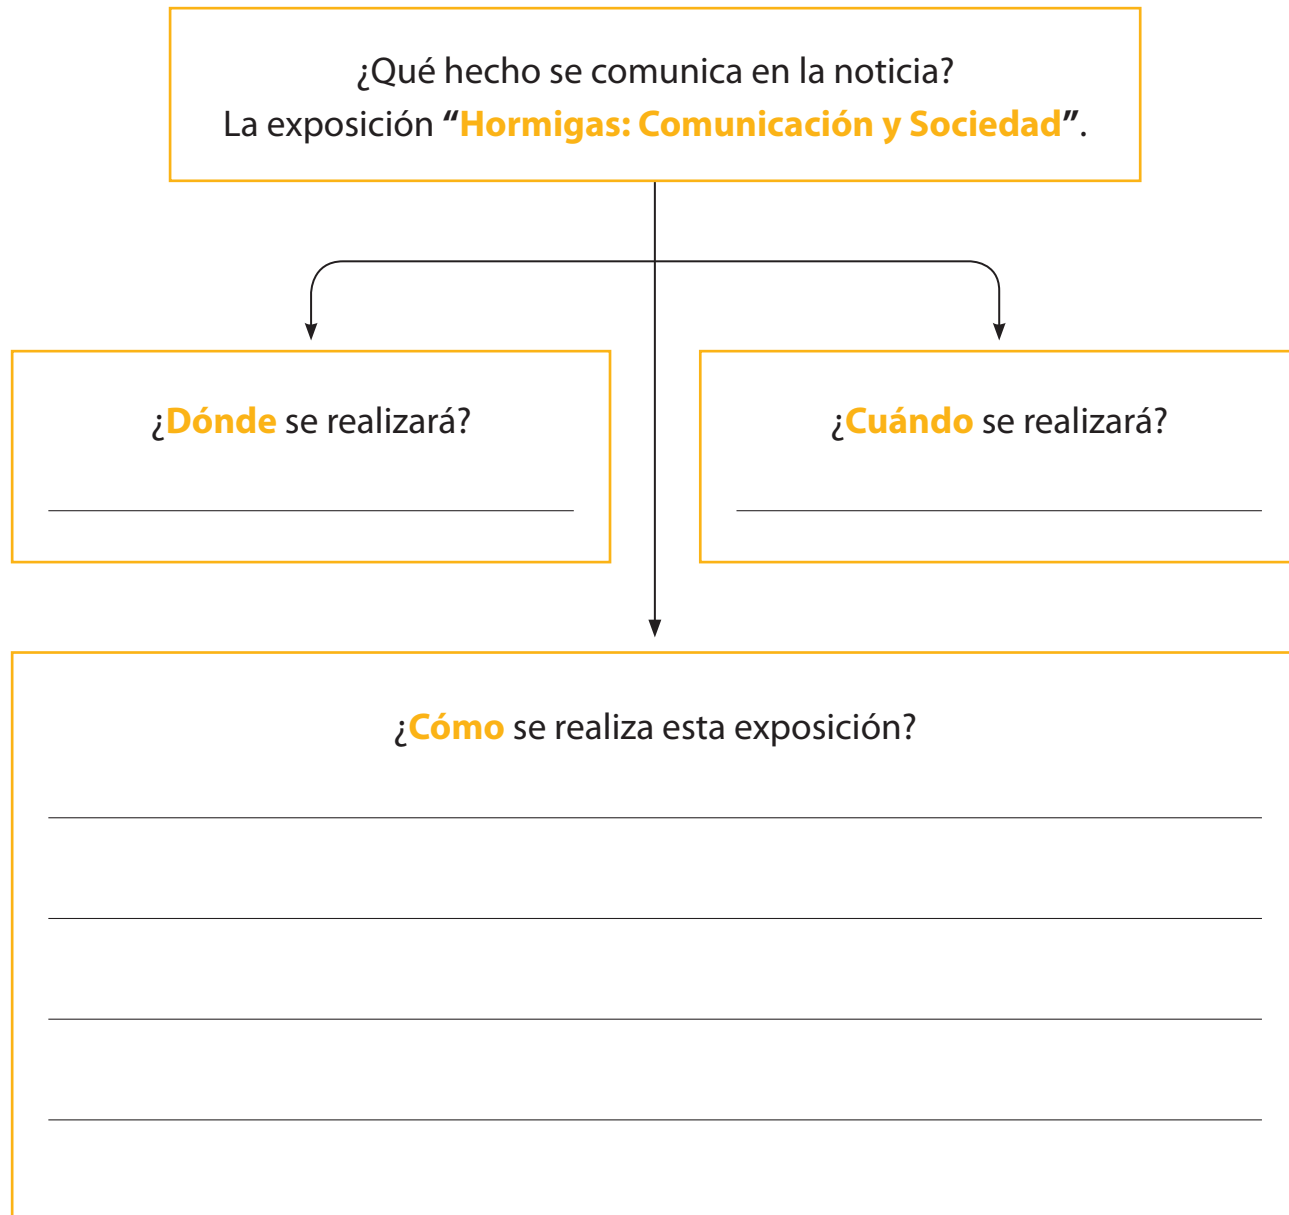 ¿Qué hecho se comunica en la noticia?
La exposición “Hormigas: Comunicación y Sociedad”.
¿Dónde se realizará?
¿Cuándo se realizará?
¿Cómo se realiza esta exposición?